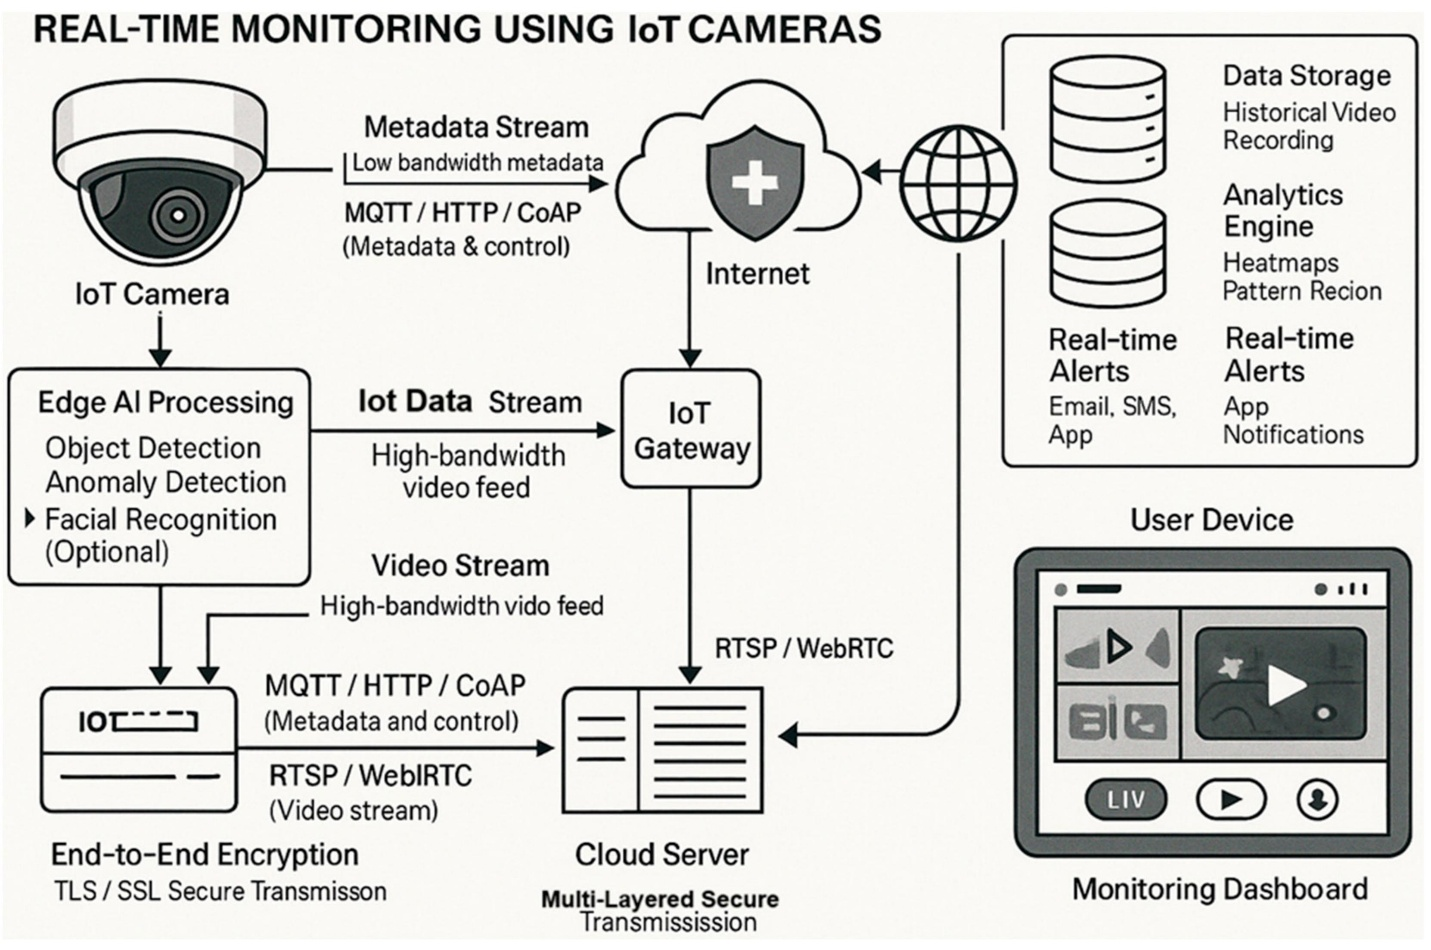 REAL-TIME MONITORING USING IoT CAMERAS
IoT Camera
Metadata Stream
Low bandwidth metadata
MQTT / HTTP / CoAP
(Metadata & control)
Internet
Data Storage
Historical Video
Recording
Analytics
Engine
Heatmaps
Pattern Recion
Real-time
Alerts
Email, SMS,
App
Real-time
Alerts
App
Notifications
Edge AI Processing
Object Detection
Anomaly Detection
Facial Recognition
(Optional)
Iot Data Stream
High-bandwidth
video feed
IoT
Gateway
Video Stream
High-bandwidth vido feed
RTSP / WebRTC
IOT
MQTT / HTTP / CoAP
(Metadata and control)
RTSP / WebIRTC
(Video stream)
End-to-End Encryption
TLS / SSL Secure Transmisson
Cloud Server
Multi-Layered Secure
Transmissission
User Device
LIV
Monitoring Dashboard